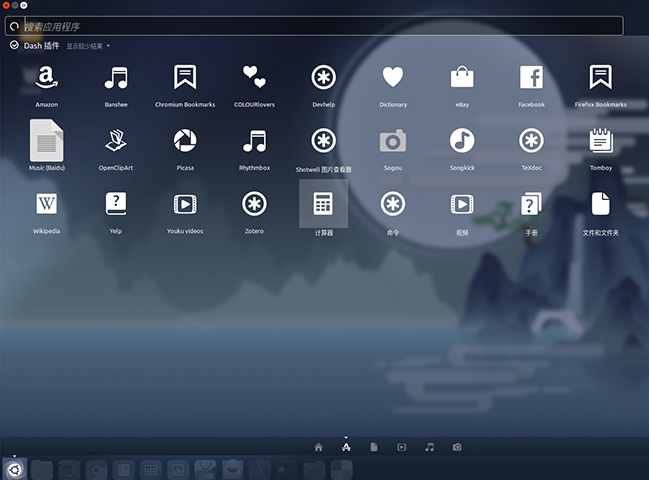 搜索应用程序
Dash 插件 显示较少结果
Amazon Banshee Chromium Bookmarks COLOURlovers Devhelp Dictionary eBay Facebook Firefox Bookmarks
Music (Baidu) OpenClipArt Picasa Rhythmbox Shotwell 图片查看器 Sogou Songkick TeXdoc Tomboy
W ? ?
Wikipedia Yelp Youku videos Zotero 计算器 命令 视频 手册 文件和文件夹